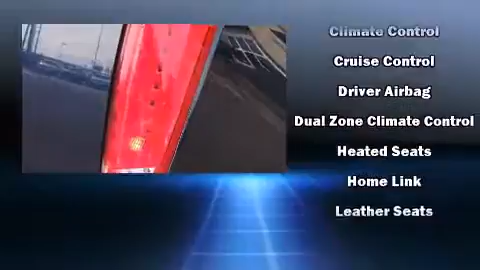 Climate Control
Cruise Control
Driver Airbag
Dual Zone Climate Control
Heated Seats
Home Link
Leather Seats